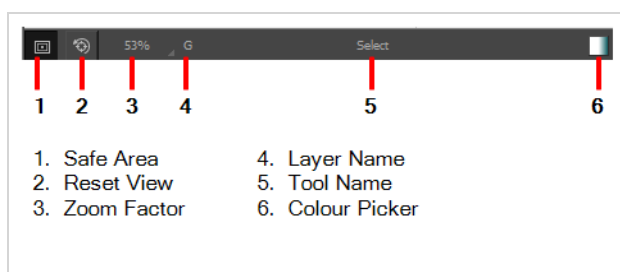 53% G Select
1 2 3 4 5 6
1. Safe Area
2. Reset View
3. Zoom Factor
4. Layer Name
5. Tool Name
6. Colour Picker